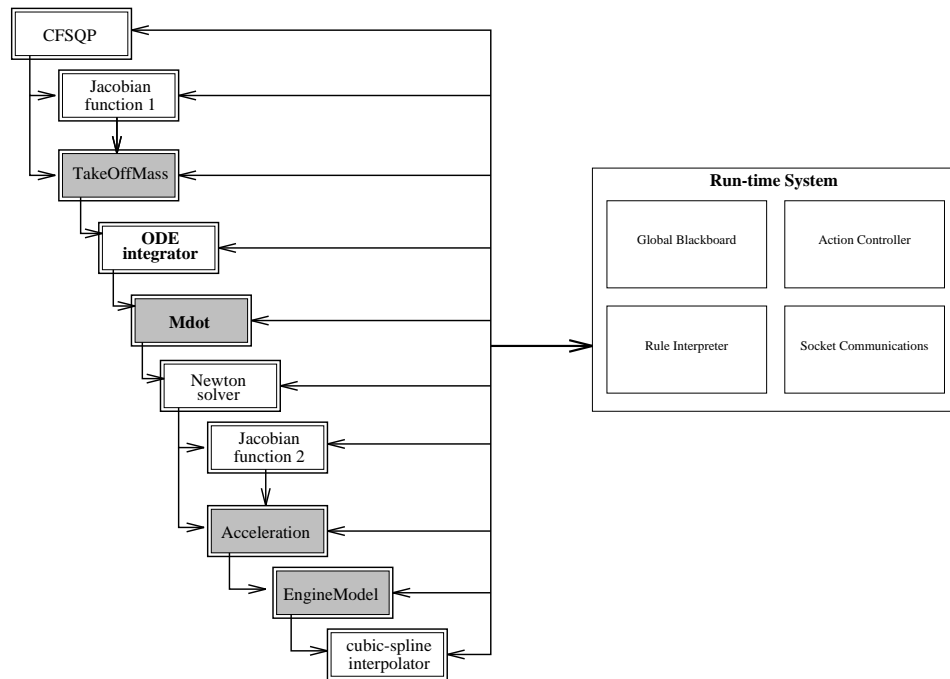 CFSQP
Jacobian
function 1
TakeOffMass
ODE
integrator
Mdot
Newton
solver
Jacobian
function 2
Acceleration
EngineModel
cubic-spline
interpolator
Run-time System
Global Blackboard
Action Controller
Rule Interpreter
Socket Communications